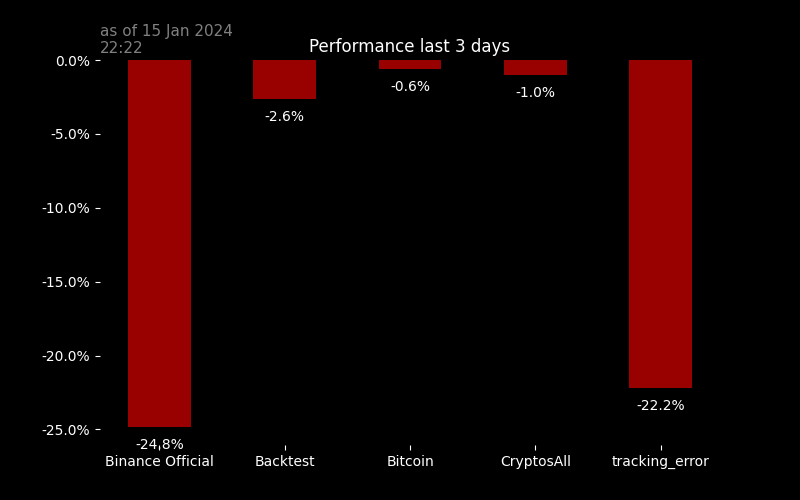 as of 15 Jan 2024
22:22
Performance last 3 days
0.0%
-5.0%
-10.0%
-15.0%
-20.0%
-25.0%
-24.8%
-2.6%
-0.6%
-1.0%
-22.2%
Binance Official
Backtest
Bitcoin
CryptosAll
tracking_error